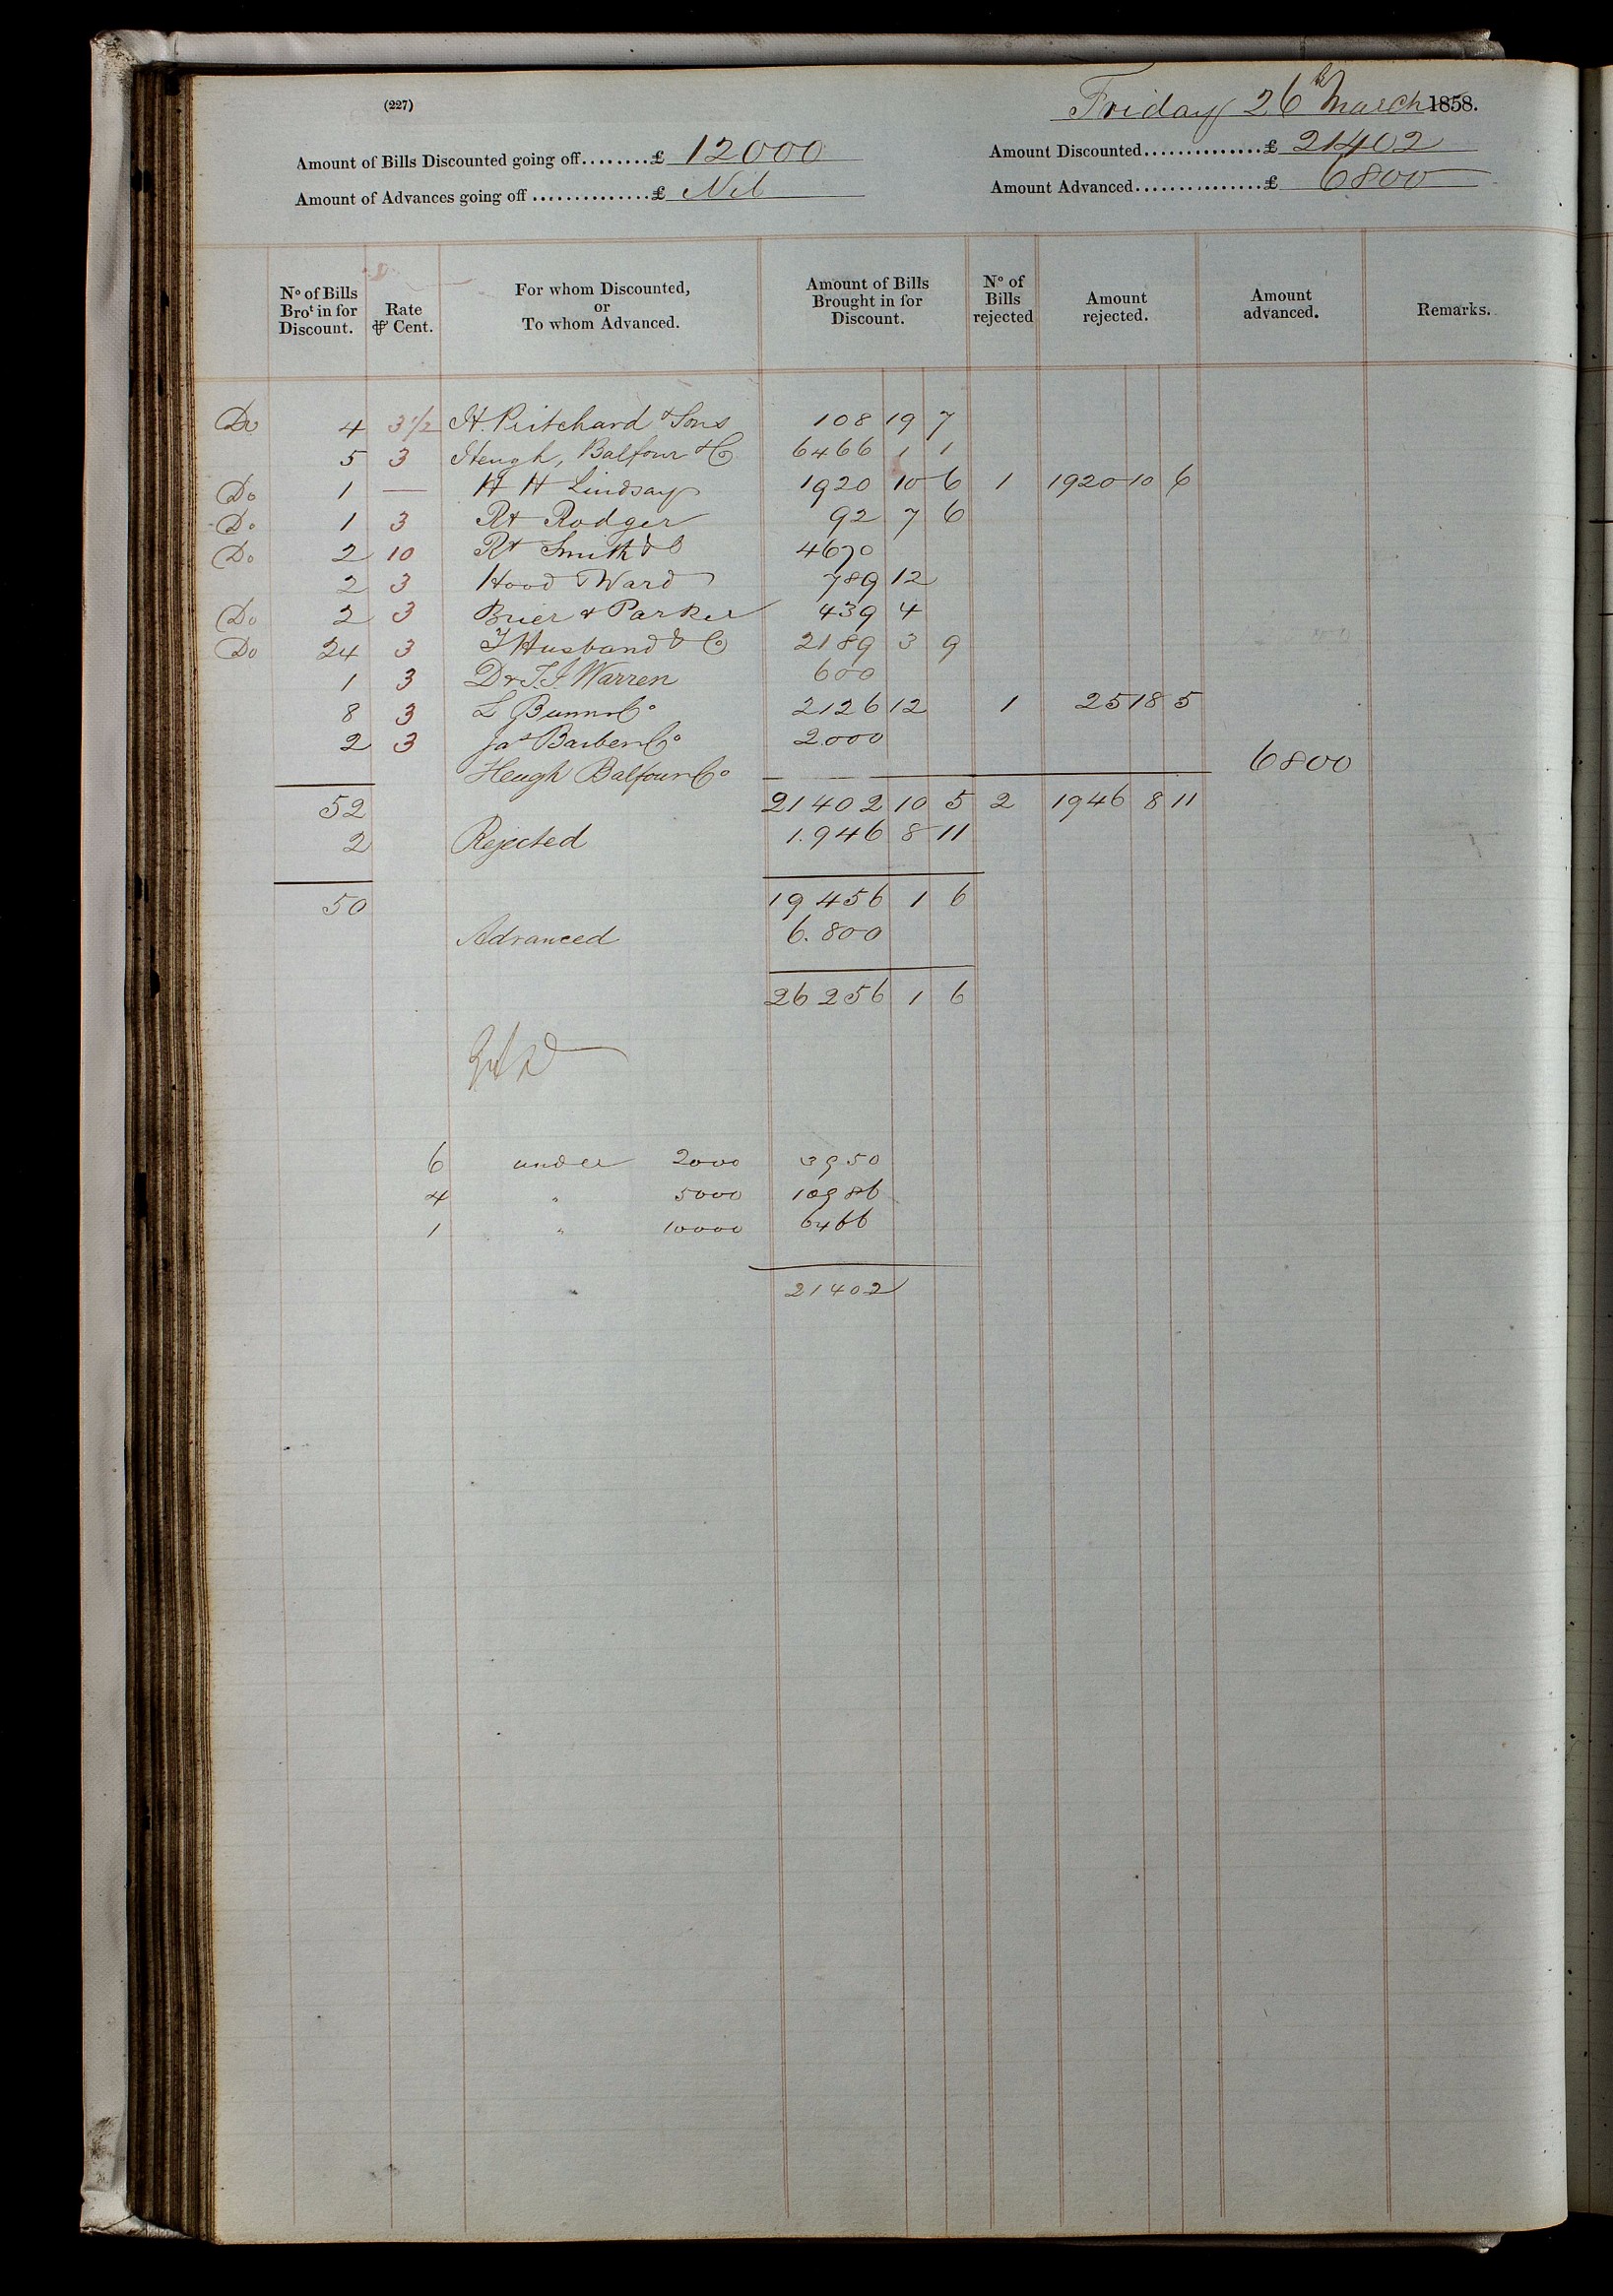 (227) Friday 26th March 1858.
Amount of Bills Discounted going off........£ 12000 Amount Discounted..............£ 21402
Amount of Advances going off ..............£ Nil Amount Advanced...............£ 6800
No of Bills Brot in for Discount. Rate ₱ Cent. For whom Discounted, or To whom Advanced. Amount of Bills Brought in for Discount. No of Bills rejected Amount rejected. Amount advanced. Remarks.
Do 4 3½ H. Pritchard & Sons 108 19 7
5 3 Heugh, Balfour & Co 6466 1 1
Do 1 — H H Lindsay 1920 10 6 1 1920 10 6
Do 1 3 Rt Rodger 92 7 6
Do 2 10 Rt Smith & Co 4670
2 3 Hood & Ward 789 12
Do 2 3 Brier & Parker 439 4
Do 24 3 T Husband & Co 2189 3 9
1 3 Dr T. J. Warren 600
8 3 L Bunn & Co 2126 12 1 25 18 5
2 3 Jas Barber & Co 2000
Heugh Balfour & Co 6800
52 21402 10 5 2 1946 8 11
2 Rejected 1.946 8 11
50 19456 1 6
Advanced 6.800
26256 1 6
6 under 2000 3950
4 " 5000 10986
1 " 10000 6466
21402